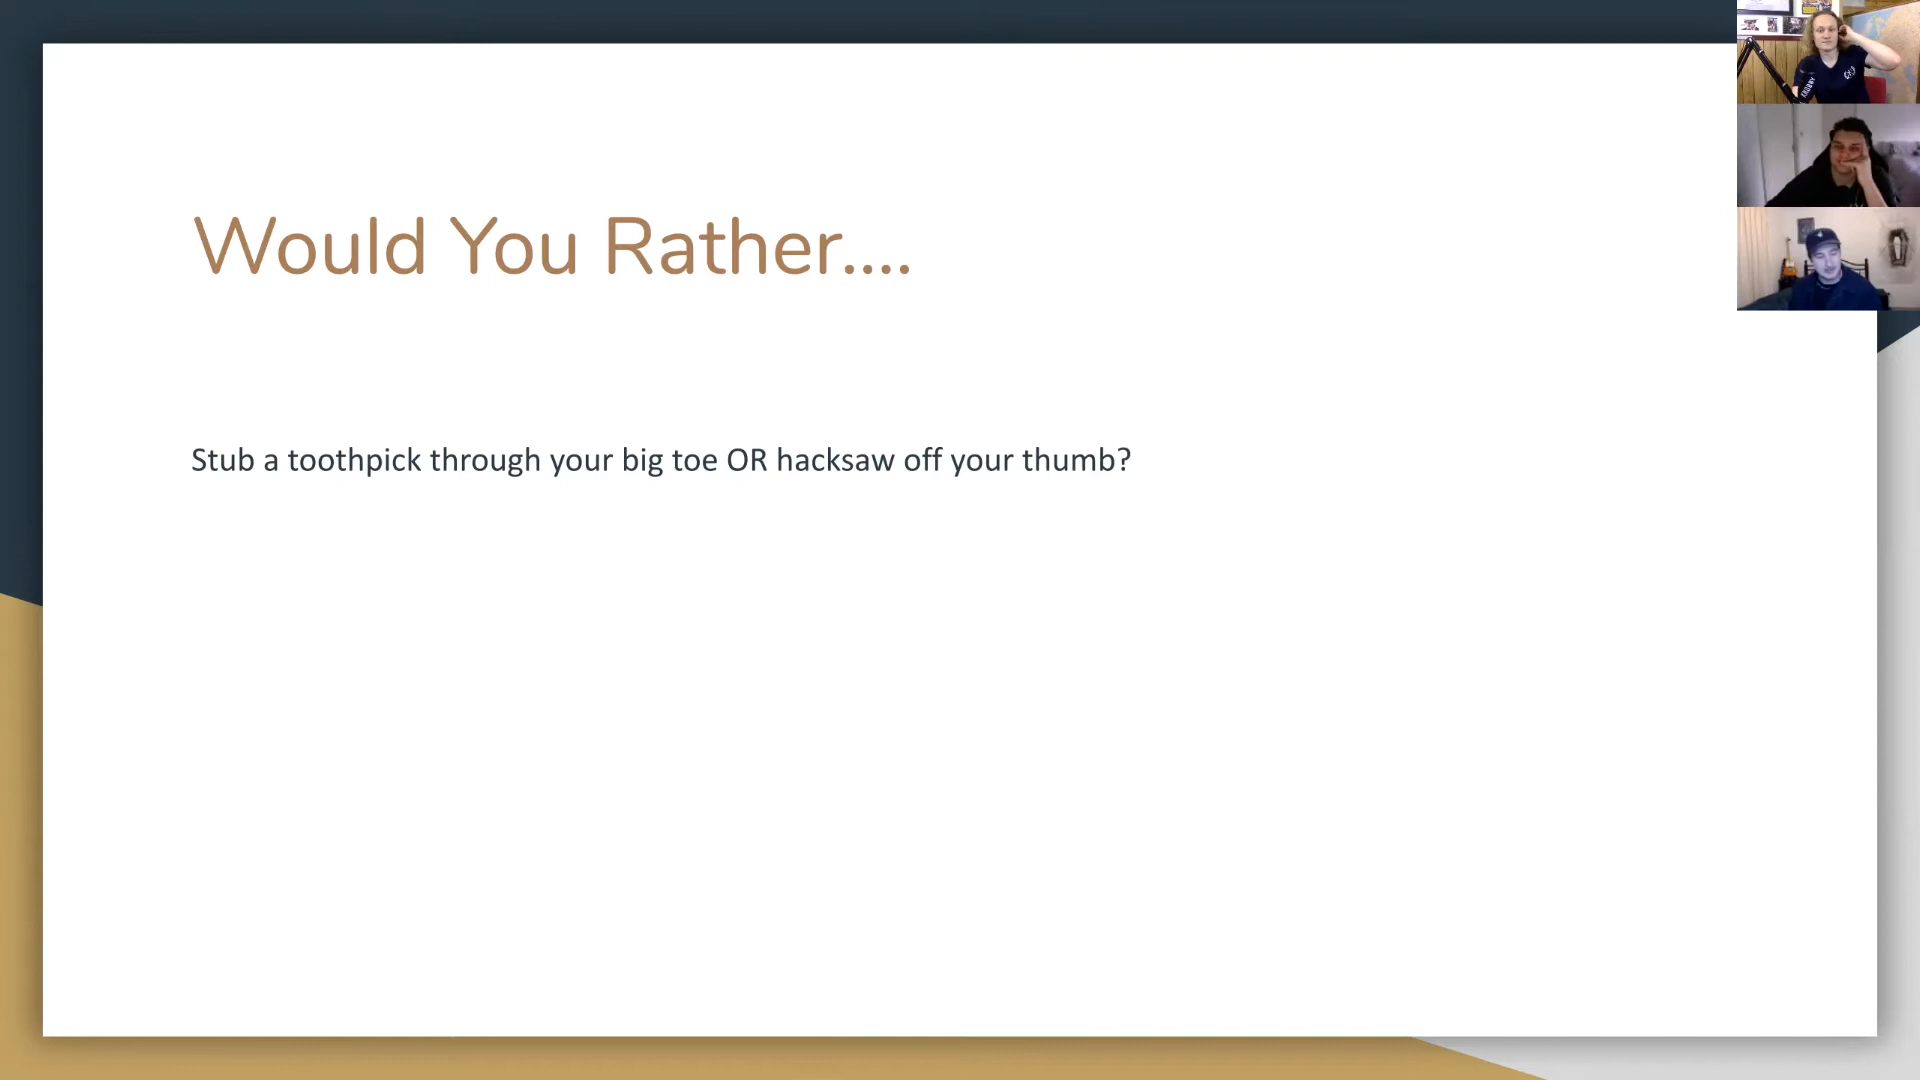 Would You Rather....
Stub a toothpick through your big toe OR hacksaw off your thumb?